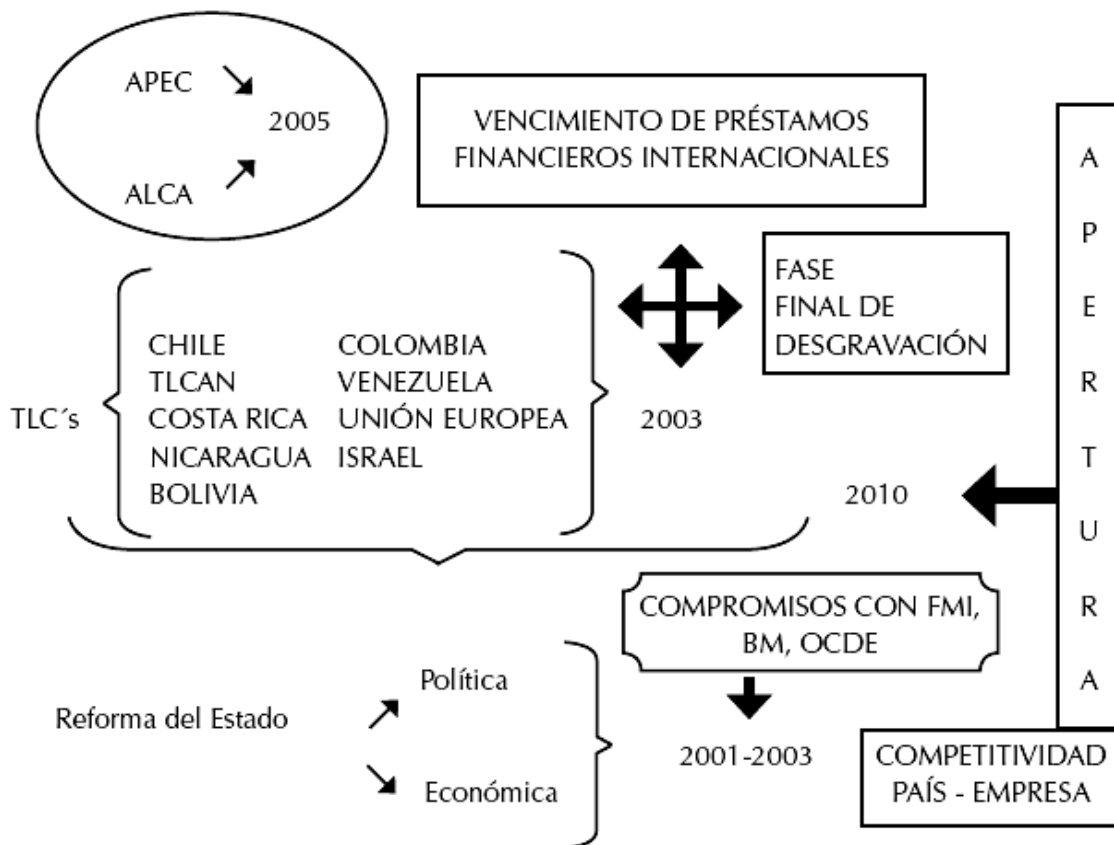 APEC
2005
ALCA
VENCIMIENTO DE PRÉSTAMOS
FINANCIEROS INTERNACIONALES
FASE
FINAL DE
DESGRAVACIÓN
TLC´s
CHILE
TLCAN
COSTA RICA
NICARAGUA
BOLIVIA
COLOMBIA
VENEZUELA
UNIÓN EUROPEA
ISRAEL
2003
2010
A
P
E
R
T
U
R
A
COMPROMISOS CON FMI,
BM, OCDE
Reforma del Estado
Política
Económica
2001-2003
COMPETITIVIDAD
PAÍS - EMPRESA